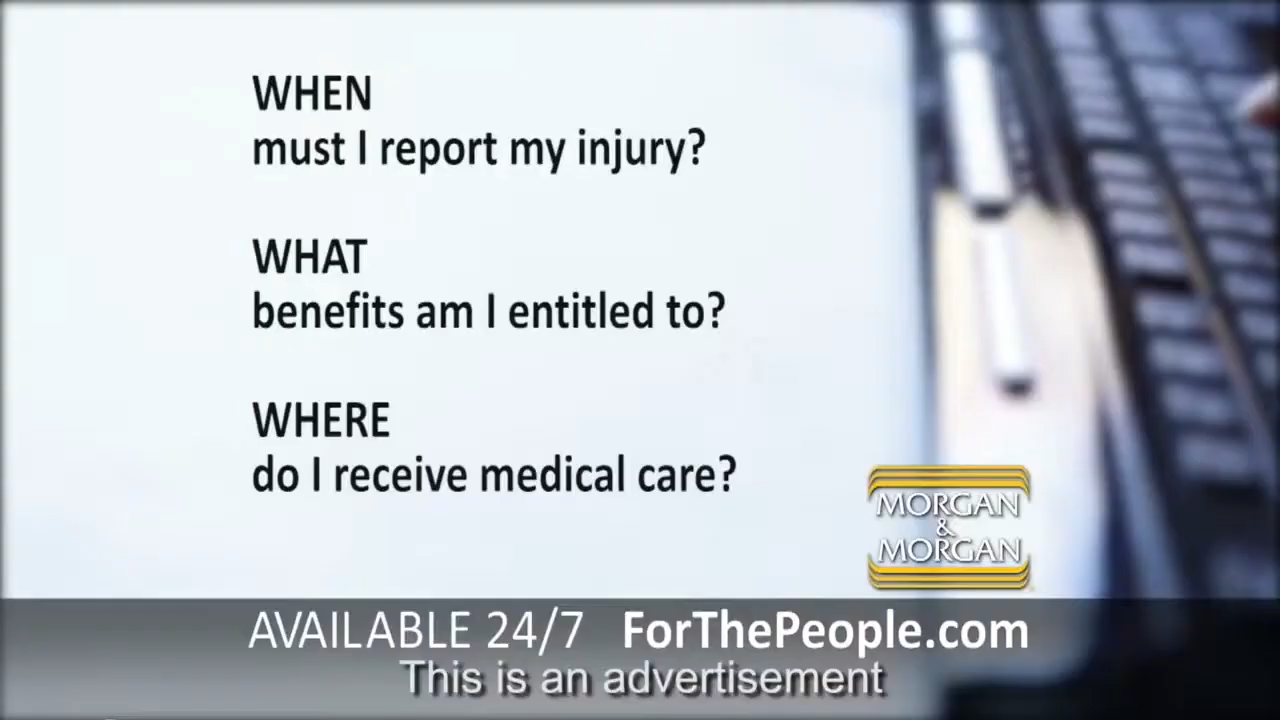 WHEN
must I report my injury?
WHAT
benefits am I entitled to?
WHERE
do I receive medical care?
MORGAN
&
MORGAN
AVAILABLE 24/7 ForThePeople.com
This is an advertisement